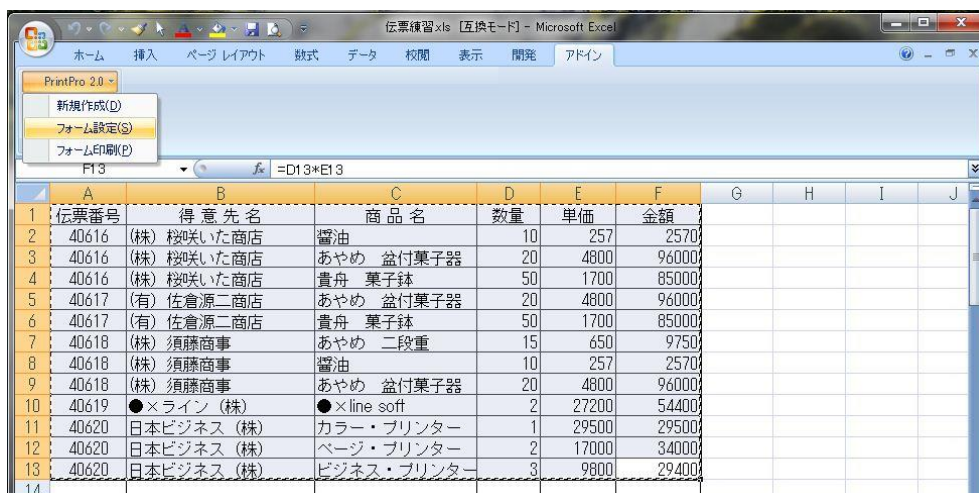 伝票練習xls [互換モード] - Microsoft Excel
ホーム 挿入 ページ レイアウト 数式 データ 校閲 表示 開発 アドイン
PrintPro 2.0
新規作成(D)
フォーム設定(S)
フォーム印刷(P)
F13 fx =D13*E13
A B C D E F G H I J
1 伝票番号 得意先名 商品名 数量 単価 金額
2 40616 (株) 桜咲いた商店 醤油 10 257 2570
3 40616 (株) 桜咲いた商店 あやめ 盆付菓子器 20 4800 96000
4 40616 (株) 桜咲いた商店 貴舟 菓子鉢 50 1700 85000
5 40617 (有) 佐倉源二商店 あやめ 盆付菓子器 20 4800 96000
6 40617 (有) 佐倉源二商店 貴舟 菓子鉢 50 1700 85000
7 40618 (株) 須藤商事 あやめ 二段重 15 650 9750
8 40618 (株) 須藤商事 醤油 10 257 2570
9 40618 (株) 須藤商事 あやめ 盆付菓子器 20 4800 96000
10 40619 ●×ライン (株) ●×line soft 2 27200 54400
11 40620 日本ビジネス (株) カラー・プリンター 1 29500 29500
12 40620 日本ビジネス (株) ページ・プリンター 2 17000 34000
13 40620 日本ビジネス (株) ビジネス・プリンター 3 9800 29400
14